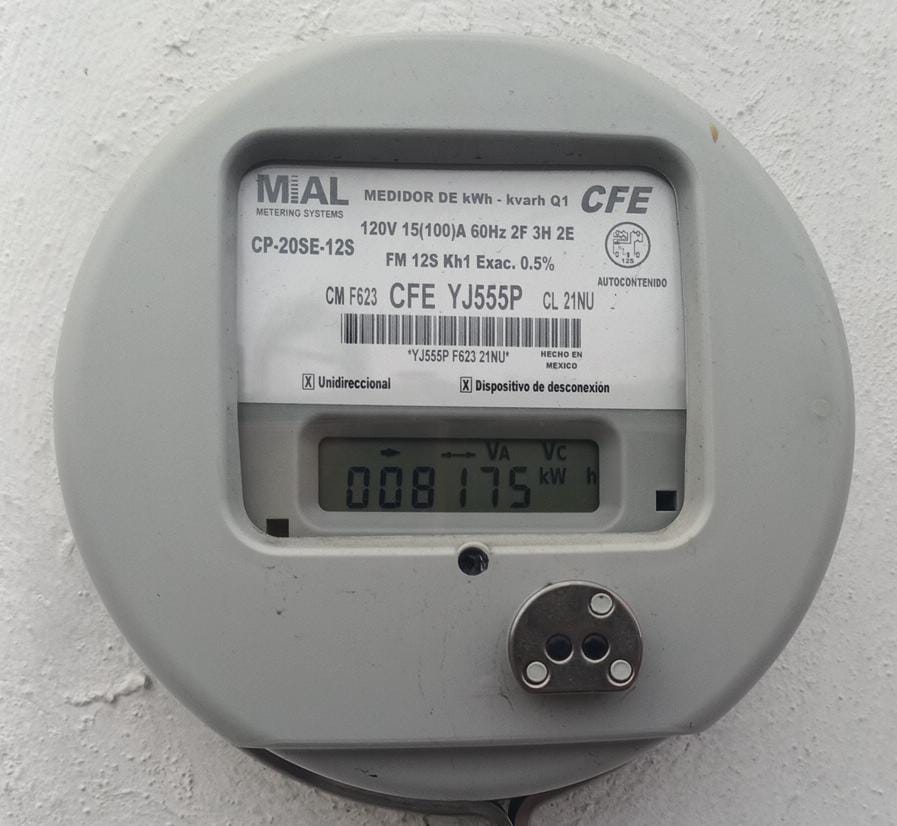 MIAL
METERING SYSTEMS
MEDIDOR DE kWh - kvarh Q1
CFE
120V 15(100)A 60Hz 2F 3H 2E
CP-20SE-12S
FM 12S Kh1 Exac. 0.5%
12S
AUTOCONTENIDO
CM F623 CFE YJ555P CL 21NU
*YJ555P F623 21NU*
HECHO EN
MEXICO
X Unidireccional
X Dispositivo de desconexión
VA VC
008175 kW h